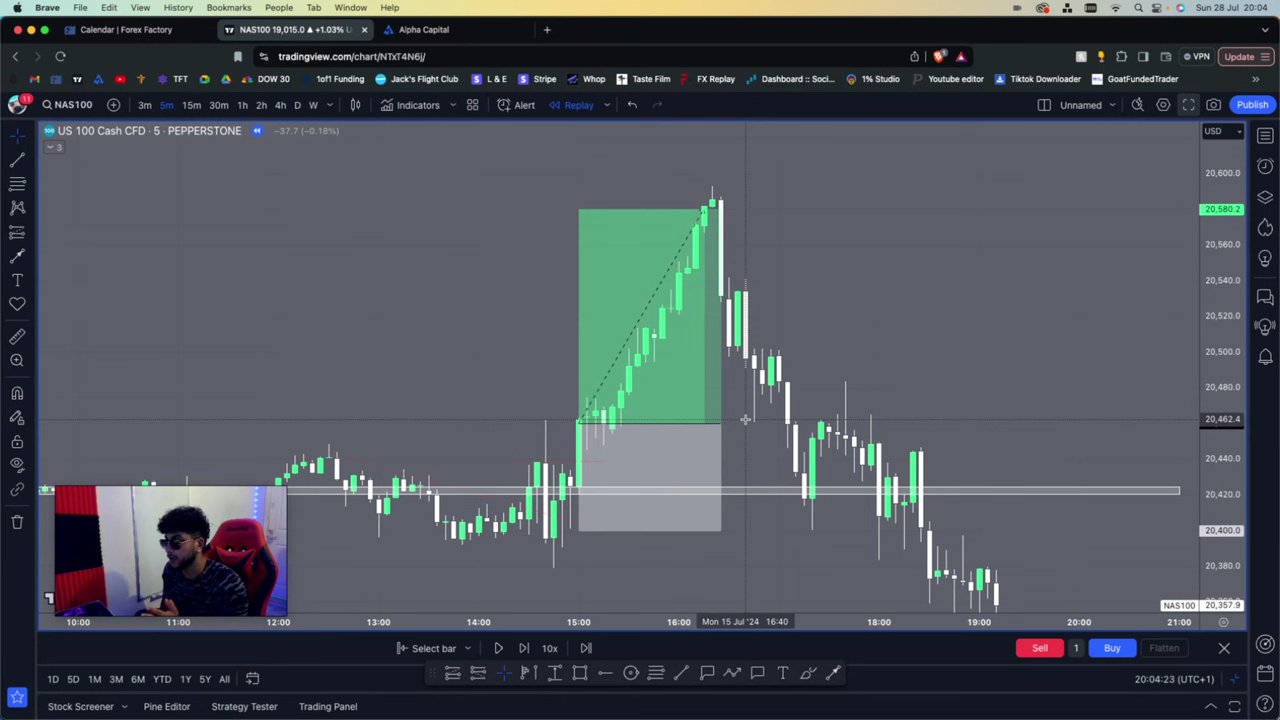 Brave File Edit View History Bookmarks People Tab Window Help Sun 28 Jul 20:04
Calendar | Forex Factory NAS100 19,015.0 ▲ +1.03% U Alpha Capital
tradingview.com/chart/NTxT4N6j/ VPN Update
TFT DOW 30 1of1 Funding Jack's Flight Club L & E Stripe Whop Taste Film FX Replay Dashboard :: Soci... 1% Studio Youtube editor Tiktok Downloader GoatFundedTrader
11 NAS100 3m 5m 15m 30m 1h 2h 4h D W Indicators Alert Replay Unnamed Publish
US 100 Cash CFD · 5 · PEPPERSTONE −37.7 (−0.18%) USD
3
20,600.0
20,580.2
20,560.0
20,540.0
20,520.0
20,500.0
20,480.0
20,462.4
20,440.0
20,420.0
20,400.0
20,380.0
NAS100 20,357.9
10:00 11:00 12:00 13:00 14:00 15:00 16:00 Mon 15 Jul '24 16:40 18:00 19:00 20:00 21:00
Select bar 10x Sell 1 Buy Flatten
1D 5D 1M 3M 6M YTD 1Y 5Y All 20:04:23 (UTC+1)
Stock Screener Pine Editor Strategy Tester Trading Panel